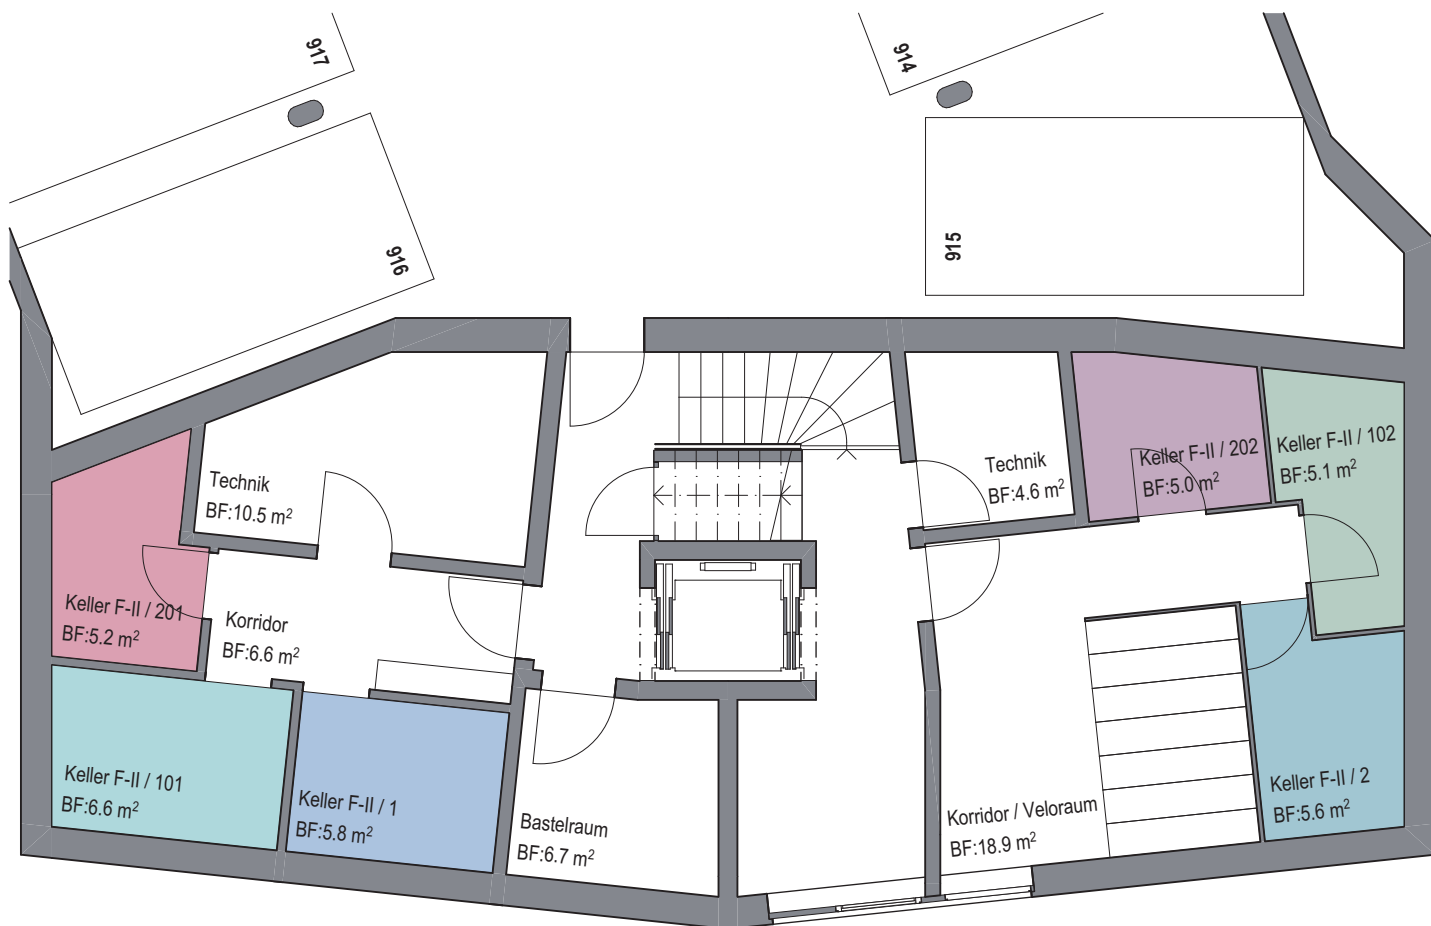 917
914
916
915
Technik
BF:10.5 m²
Technik
BF:4.6 m²
Keller F-II / 202
BF:5.0 m²
Keller F-II / 102
BF:5.1 m²
Keller F-II / 201
BF:5.2 m²
Korridor
BF:6.6 m²
Keller F-II / 101
BF:6.6 m²
Keller F-II / 1
BF:5.8 m²
Bastelraum
BF:6.7 m²
Korridor / Veloraum
BF:18.9 m²
Keller F-II / 2
BF:5.6 m²